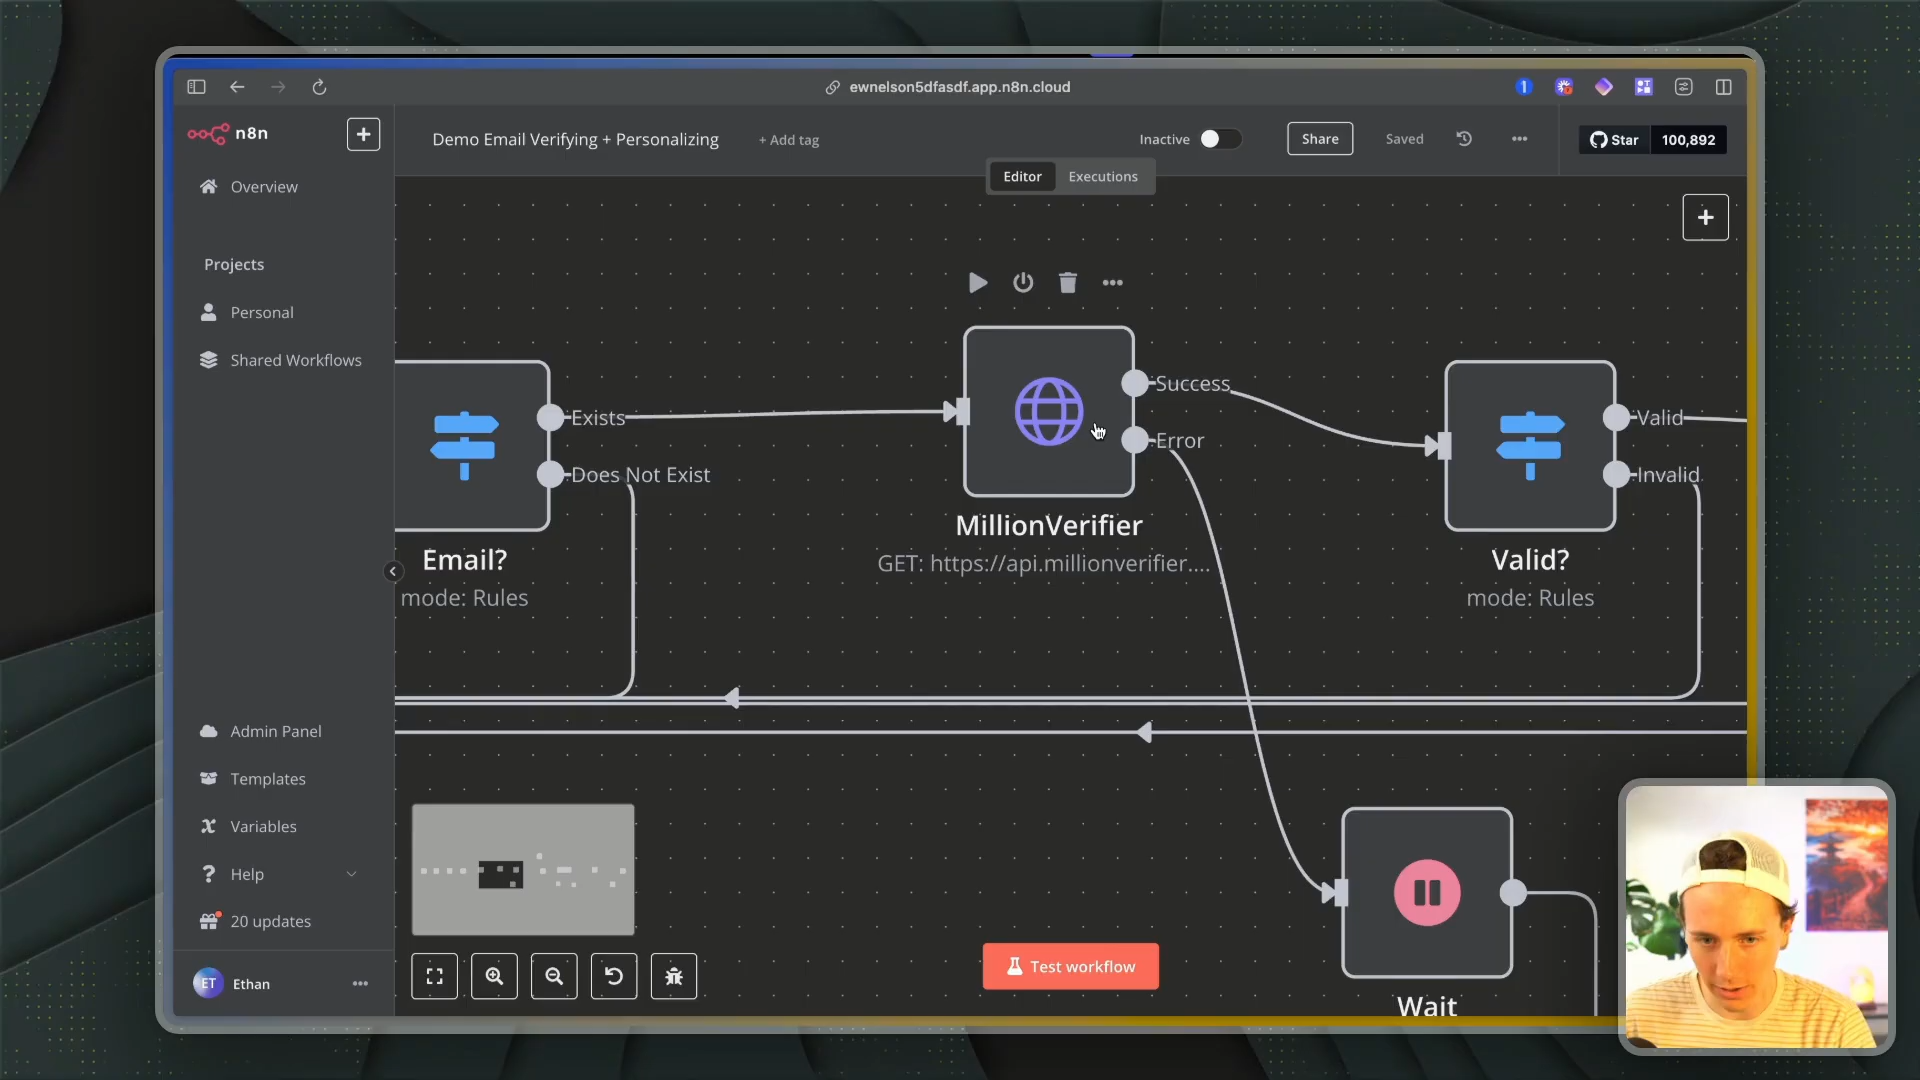 ewnelson5dfasdf.app.n8n.cloud
1
n8n
Demo Email Verifying + Personalizing
+ Add tag
Inactive
Share
Saved
Star
100,892
Editor
Executions
Overview
Projects
Personal
Shared Workflows
Exists
Does Not Exist
Email?
mode: Rules
Success
Error
MillionVerifier
GET: https://api.millionverifier....
Valid
Invalid
Valid?
mode: Rules
Wait
Admin Panel
Templates
Variables
Help
20 updates
ET
Ethan
Test workflow